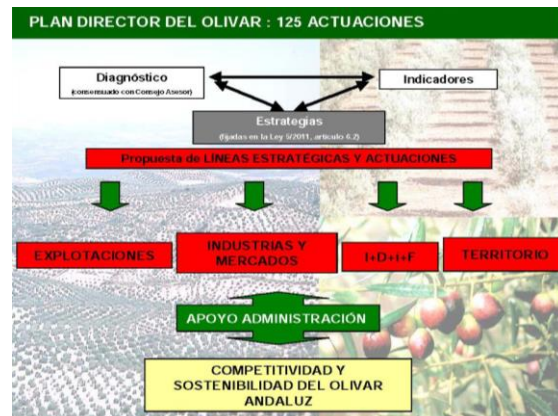 PLAN DIRECTOR DEL OLIVAR : 125 ACTUACIONES
Diagnóstico
(consensuado con Consejo Asesor)
Indicadores
Estrategias
(fijadas en la Ley 5/2011, artículo 6.2)
Propuesta de LÍNEAS ESTRATÉGICAS Y ACTUACIONES
EXPLOTACIONES
INDUSTRIAS Y
MERCADOS
I+D+I+F
TERRITORIO
APOYO ADMINISTRACIÓN
COMPETITIVIDAD Y
SOSTENIBILIDAD DEL OLIVAR
ANDALUZ